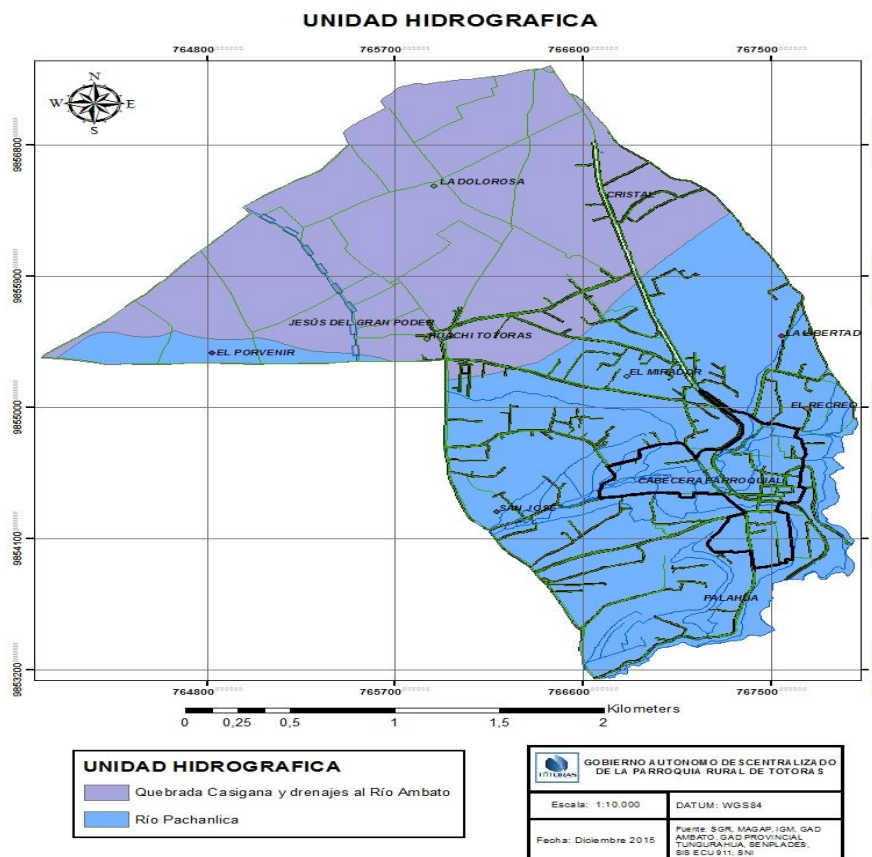 UNIDAD HIDROGRAFICA
764800 765700 766600 767500
N
W E
S
9856800
9855900
9855000
9854100
9853200
LA DOLOROSA
CRISTAL
JESÚS DEL GRAN PODER
HUACHI TOTORAS
LA LIBERTAD
EL PORVENIR
EL MIRADOR
EL RECREO
CABECERA PARROQUIAL
SAN JOSE
PALAHUA
764800 765700 766600 767500
Kilometers
0 0,25 0,5 1 1,5 2
UNIDAD HIDROGRAFICA
Quebrada Casigana y drenajes al Río Ambato
Río Pachanlica
TOTORAS
GOBIERNO AUTONOMO DESCENTRALIZADO
DE LA PARROQUIA RURAL DE TOTORAS
Escala: 1:10.000
DATUM: WGS84
Fecha: Diciembre 2015
Fuente: SGR, MAGAP, IGM, GAD
AMBATO, GAD PROVINCIAL
TUNGURAHUA, SENPLADES,
SIS ECU 911, SNI